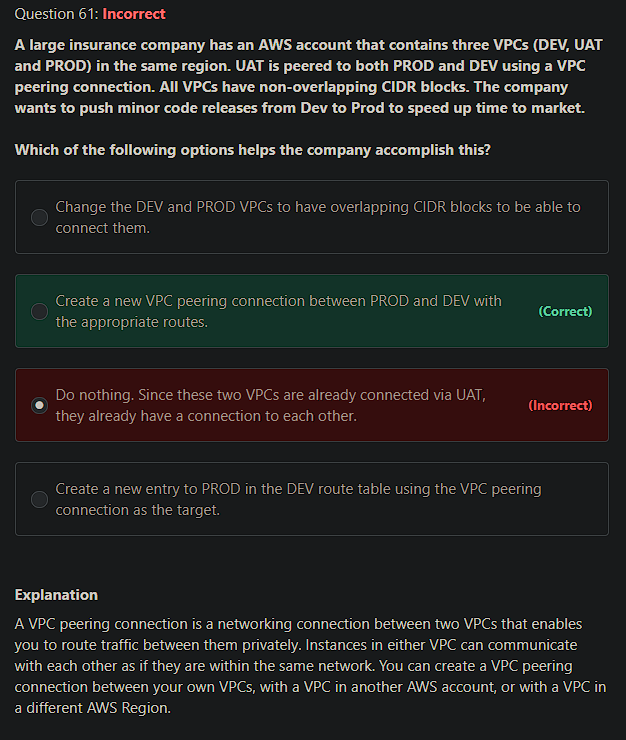 Question 61: Incorrect
A large insurance company has an AWS account that contains three VPCs (DEV, UAT
and PROD) in the same region. UAT is peered to both PROD and DEV using a VPC
peering connection. All VPCs have non-overlapping CIDR blocks. The company
wants to push minor code releases from Dev to Prod to speed up time to market.
Which of the following options helps the company accomplish this?
Change the DEV and PROD VPCs to have overlapping CIDR blocks to be able to
connect them.
Create a new VPC peering connection between PROD and DEV with
the appropriate routes.
(Correct)
Do nothing. Since these two VPCs are already connected via UAT,
they already have a connection to each other.
(Incorrect)
Create a new entry to PROD in the DEV route table using the VPC peering
connection as the target.
Explanation
A VPC peering connection is a networking connection between two VPCs that enables
you to route traffic between them privately. Instances in either VPC can communicate
with each other as if they are within the same network. You can create a VPC peering
connection between your own VPCs, with a VPC in another AWS account, or with a VPC in
a different AWS Region.